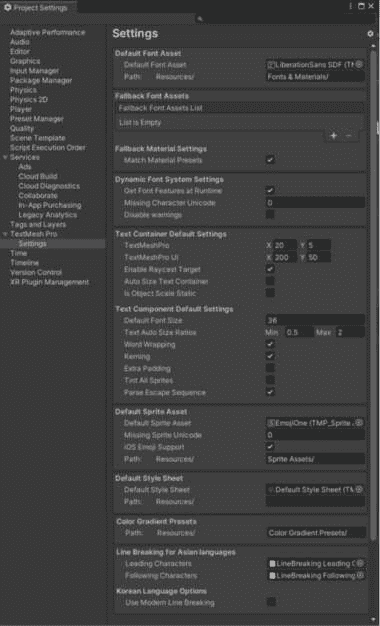 Project Settings
Adaptive Performance
Audio
Editor
Graphics
Input Manager
Package Manager
Physics
Physics 2D
Player
Preset Manager
Quality
Scene Template
Script Execution Order
Services
Ads
Cloud Build
Cloud Diagnostics
Collaborate
In-App Purchasing
Legacy Analytics
Tags and Layers
TextMesh Pro
Settings
Time
Timeline
Version Control
XR Plugin Management
Settings
Default Font Asset
Default Font Asset LiberationSans SDF (TM
Path: Resources/ Fonts & Materials/
Fallback Font Assets
Fallback Font Assets List
List is Empty
+ -
Fallback Material Settings
Match Material Presets
Dynamic Font System Settings
Get Font Features at Runtime
Missing Character Unicode 0
Disable warnings
Text Container Default Settings
TextMeshPro X 20 Y 5
TextMeshPro UI X 200 Y 50
Enable Raycast Target
Auto Size Text Container
Is Object Scale Static
Text Component Default Settings
Default Font Size 36
Text Auto Size Ratios Min 0.5 Max 2
Word Wrapping
Kerning
Extra Padding
Tint All Sprites
Parse Escape Sequence
Default Sprite Asset
Default Sprite Asset EmojiOne (TMP_Sprite
Missing Sprite Unicode 0
iOS Emoji Support
Path: Resources/ Sprite Assets/
Default Style Sheet
Default Style Sheet Default Style Sheet (TM
Path: Resources/
Color Gradient Presets
Path: Resources/ Color Gradient Presets/
Line Breaking for Asian languages
Leading Characters LineBreaking Leading C
Following Characters LineBreaking Following
Korean Language Options
Use Modern Line Breaking